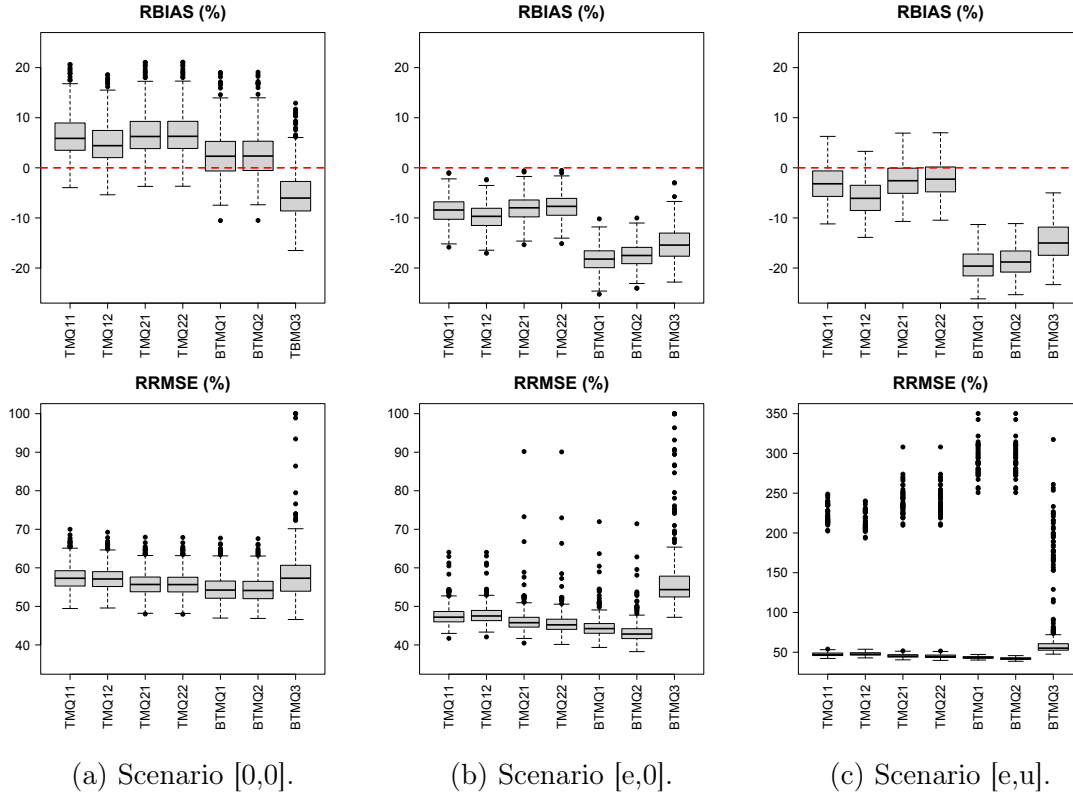 RBIAS (%)
20
10
0
-10
-20
TMQ11
TMQ12
TMQ21
TMQ22
BTMQ1
BTMQ2
TBMQ3
RBIAS (%)
20
10
0
-10
-20
TMQ11
TMQ12
TMQ21
TMQ22
BTMQ1
BTMQ2
BTMQ3
RBIAS (%)
20
10
0
-10
-20
TMQ11
TMQ12
TMQ21
TMQ22
BTMQ1
BTMQ2
BTMQ3
RRMSE (%)
100
90
80
70
60
50
40
TMQ11
TMQ12
TMQ21
TMQ22
BTMQ1
BTMQ2
BTMQ3
RRMSE (%)
100
90
80
70
60
50
40
TMQ11
TMQ12
TMQ21
TMQ22
BTMQ1
BTMQ2
BTMQ3
RRMSE (%)
350
300
250
200
150
100
50
TMQ11
TMQ12
TMQ21
TMQ22
BTMQ1
BTMQ2
BTMQ3
(a) Scenario [0,0].
(b) Scenario [e,0].
(c) Scenario [e,u].